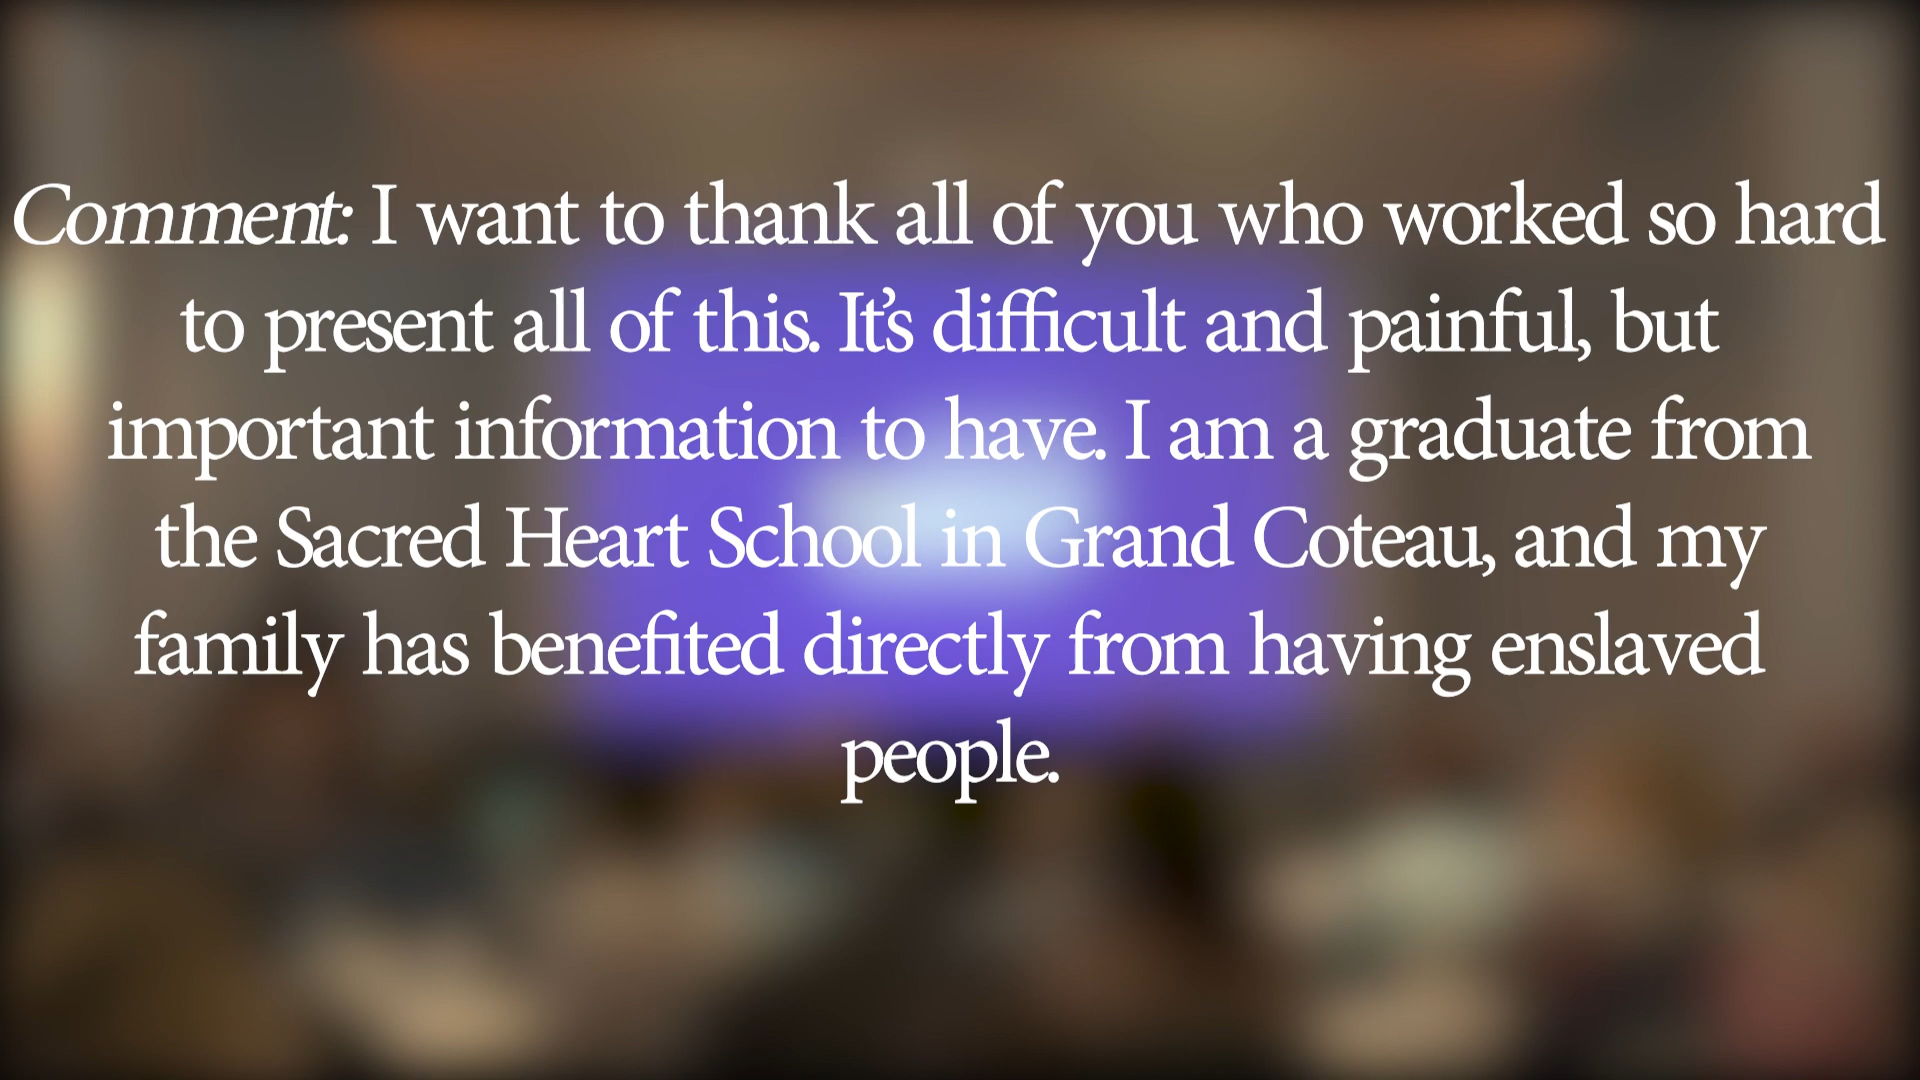 Comment: I want to thank all of you who worked so hard
to present all of this. It’s difficult and painful, but
important information to have. I am a graduate from
the Sacred Heart School in Grand Coteau, and my
family has benefited directly from having enslaved
people.